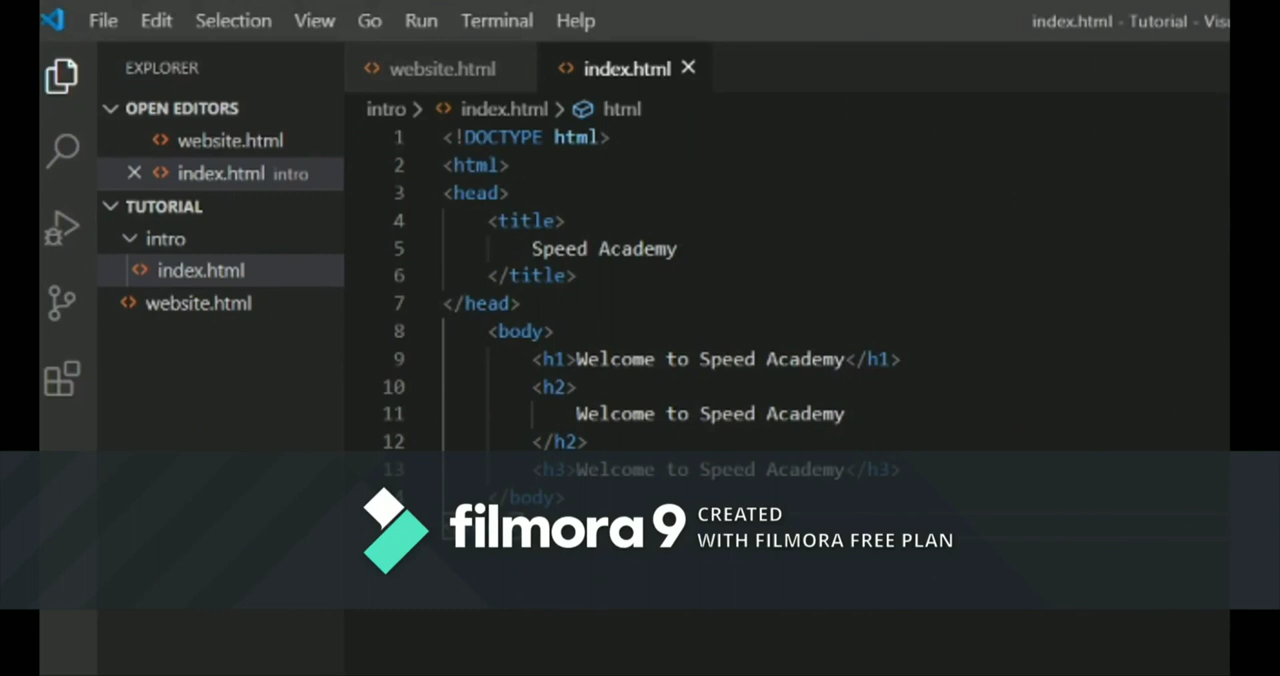 File Edit Selection View Go Run Terminal Help
index.html - Tutorial -
EXPLORER
OPEN EDITORS
website.html
index.html intro
TUTORIAL
intro
index.html
website.html
website.html index.html
intro > index.html > html
1 <!DOCTYPE html>
2 <html>
3 <head>
4 <title>
5 Speed Academy
6 </title>
7 </head>
8 <body>
9 <h1>Welcome to Speed Academy</h1>
10 <h2>
11 Welcome to Speed Academy
12 </h2>
13 <h3>Welcome to Speed Academy</h3>
</body>
filmora 9 CREATED
WITH FILMORA FREE PLAN